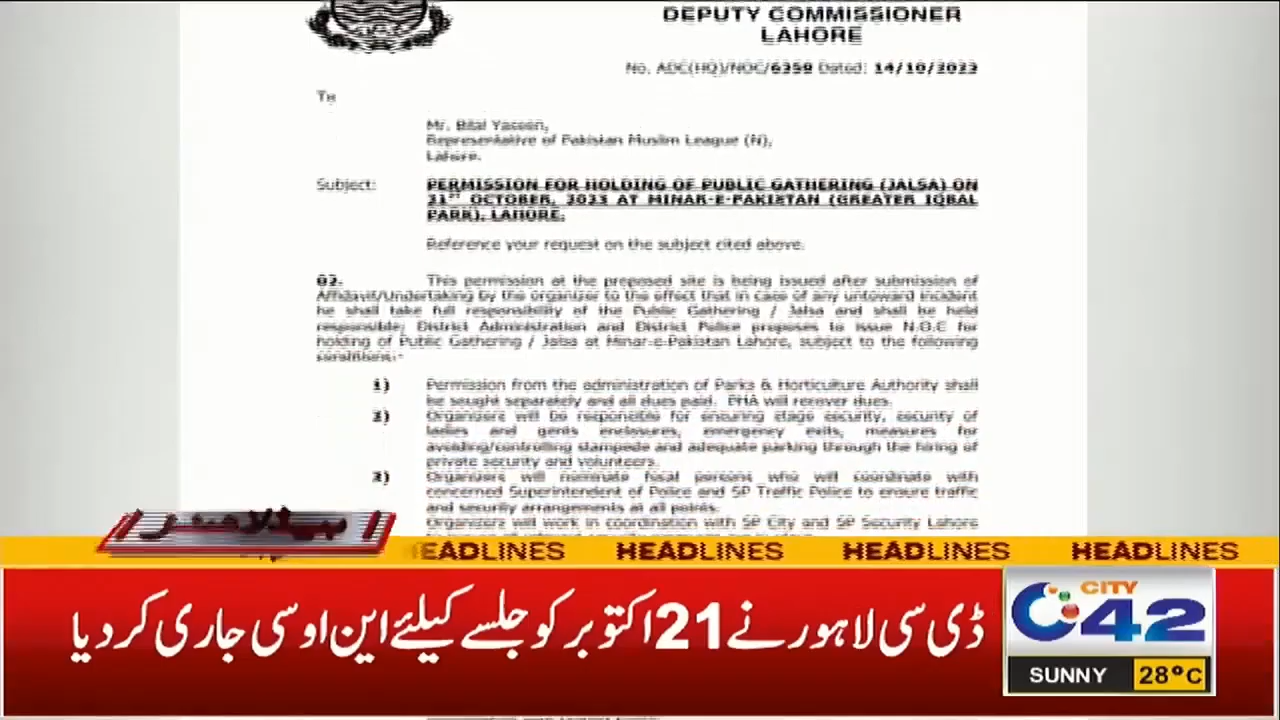 DEPUTY COMMISSIONER
LAHORE
No. ADC(HQ)/NOC/6359 Dated: 14/10/2023
To
Mr. Bilal Yaseen,
Representative of Pakistan Muslim League (N),
Lahore.
Subject: PERMISSION FOR HOLDING OF PUBLIC GATHERING (JALSA) ON
21ST OCTOBER, 2023 AT MINAR-E-PAKISTAN (GREATER IQBAL
PARK), LAHORE.
Reference your request on the subject cited above.
02. This permission at the proposed site is being issued after submission of
Affidavit/Undertaking by the organizer to the effect that in case of any untoward incident
he shall take full responsibility of the Public Gathering / Jalsa and shall be held
responsible; District Administration and District Police proposes to issue N.O.C for
holding of Public Gathering / Jalsa at Minar-e-Pakistan Lahore, subject to the following
conditions:-
1) Permission from the administration of Parks & Horticulture Authority shall
be sought separately and all dues paid. PHA will recover dues.
2) Organizers will be responsible for ensuring stage security, security of
ladies and gents enclosures, emergency exits, measures for
avoiding/controlling stampede and adequate parking through the hiring of
private security and volunteers.
3) Organizers will nominate focal persons who will coordinate with
concerned Superintendent of Police and SP Traffic Police to ensure traffic
and security arrangements at all points.
Organizers will work in coordination with SP City and SP Security Lahore
ہیڈلائنز
HEADLINES HEADLINES HEADLINES HEADLINES
ڈی سی لاہور نے 21 اکتوبر کو جلسے کیلئے این او سی جاری کر دیا
CITY
42
SUNNY 28°C